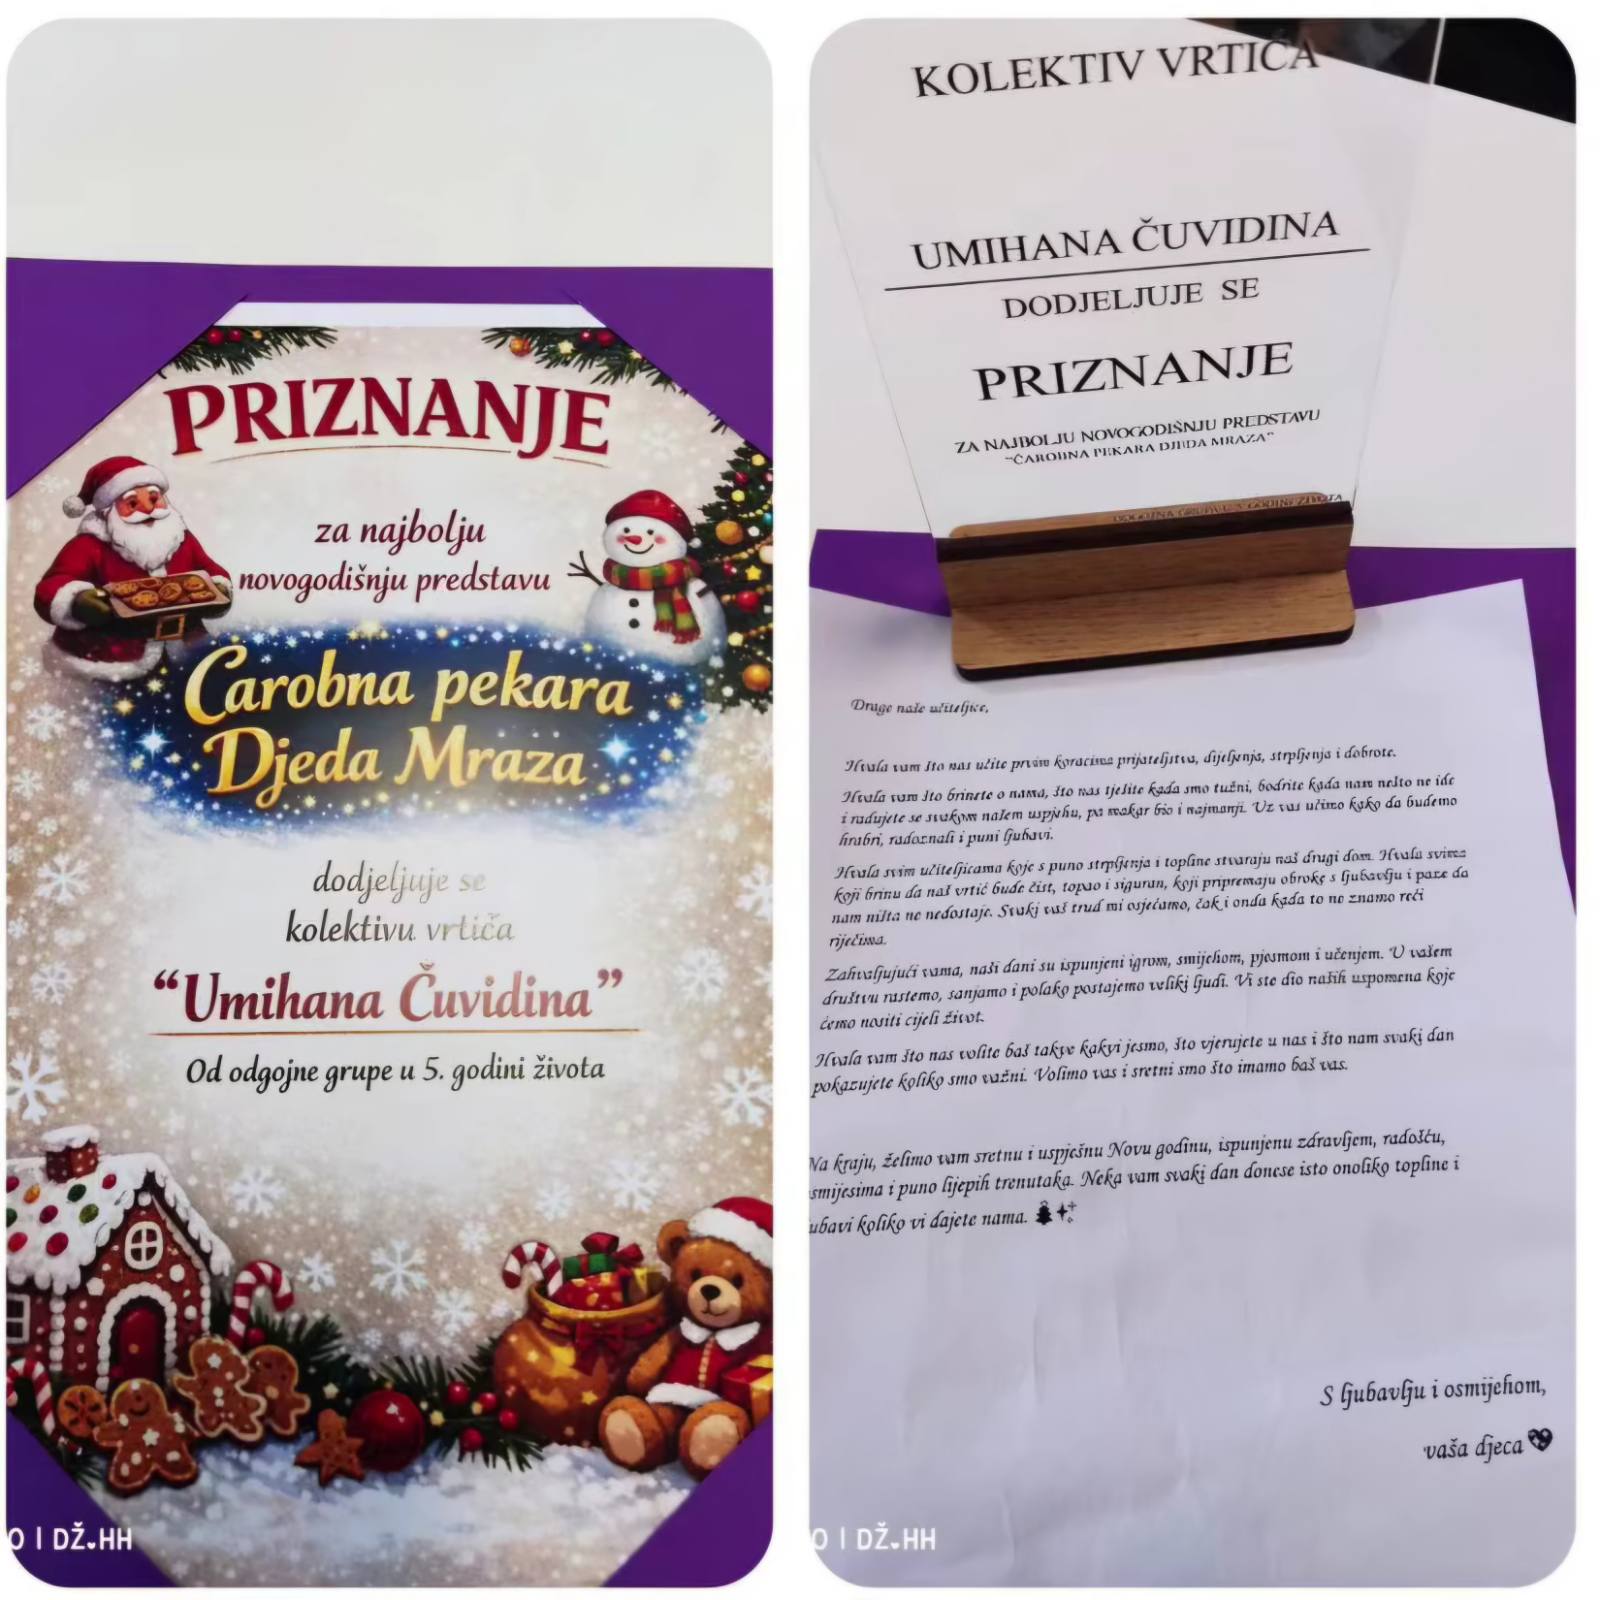 PRIZNANJE
za najbolju
novogodišnju predstavu
Čarobna pekara
Djeda Mraza
dodjeljuje se
kolektivu vrtića
“Umihana Čuvidina”
Od odgojne grupe u 5. godini života
O | DŽ.HH
KOLEKTIV VRTIĆA
UMIHANA ČUVIDINA
DODJELJUJE SE
PRIZNANJE
ZA NAJBOLJU NOVOGODIŠNJU PREDSTAVU
"ČAROBNA PEKARA DJEDA MRAZA"
Drage naše učiteljice,
Hvala vam što nas učite prvim koracima prijateljstva, dijeljenja, strpljenja i dobrote.
Hvala vam što brinete o nama, što nas tješite kada smo tužni, bodrite kada nam nešto ne ide
i radujete se svakom našem uspjehu, pa makar bio i najmanji. Uz vas učimo kako da budemo
hrabri, radoznali i puni ljubavi.
Hvala svim učiteljicama koje s puno strpljenja i topline stvaraju naš drugi dom. Hvala svima
koji brinu da naš vrtić bude čist, topao i siguran, koji pripremaju obroke s ljubavlju i paze da
nam ništa ne nedostaje. Svaki vaš trud mi osjećamo, čak i onda kada to ne znamo reći
riječima.
Zahvaljujući vama, naši dani su ispunjeni igrom, smijehom, pjesmom i učenjem. U vašem
društvu rastemo, sanjamo i polako postajemo veliki ljudi. Vi ste dio naših uspomena koje
ćemo nositi cijeli život.
Hvala vam što nas volite baš takve kakvi jesmo, što vjerujete u nas i što nam svaki dan
pokazujete koliko smo važni. Volimo vas i sretni smo što imamo baš vas.
Na kraju, želimo vam sretnu i uspješnu Novu godinu, ispunjenu zdravljem, radošću,
smijesima i puno lijepih trenutaka. Neka vam svaki dan donese isto onoliko topline i
ubavi koliko vi dajete nama. 🎄✨
S ljubavlju i osmijehom,
vaša djeca 💖
O | DŽ.HH